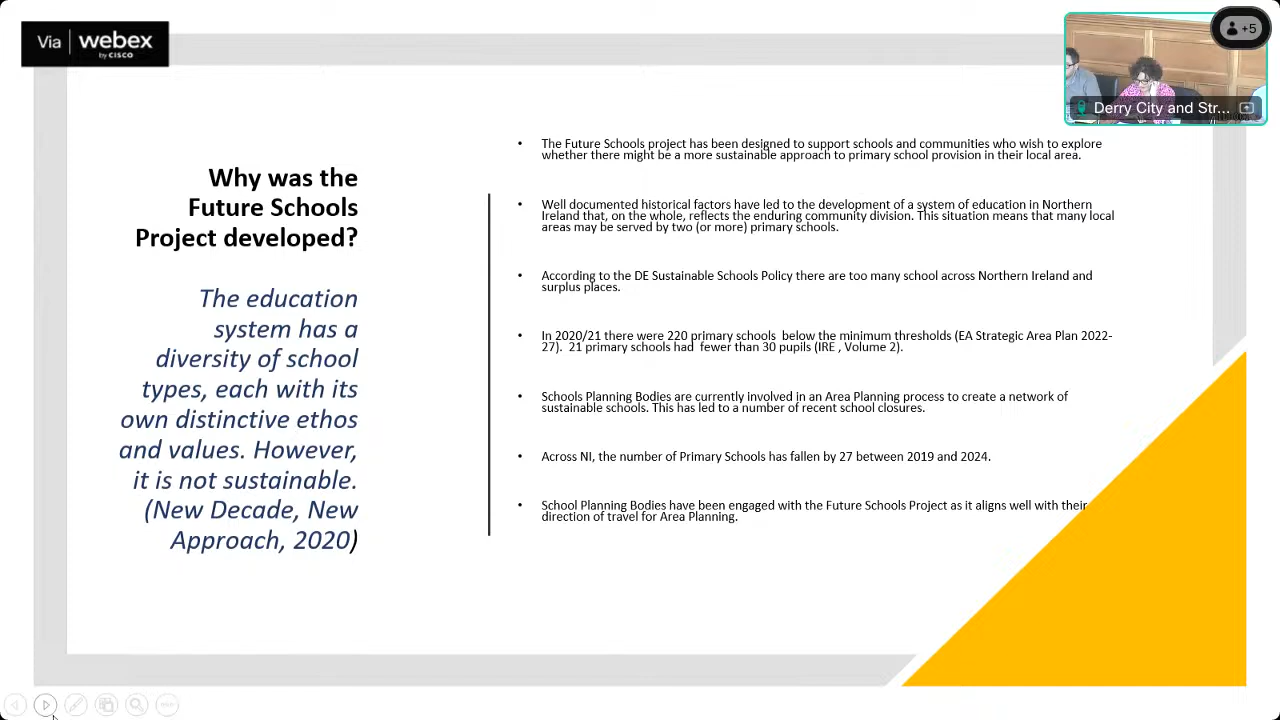 Via webex
by CISCO
+5
Derry City and Str...
Why was the
Future Schools
Project developed?
The education
system has a
diversity of school
types, each with its
own distinctive ethos
and values. However,
it is not sustainable.
(New Decade, New
Approach, 2020)
• The Future Schools project has been designed to support schools and communities who wish to explore
whether there might be a more sustainable approach to primary school provision in their local area.
• Well documented historical factors have led to the development of a system of education in Northern
Ireland that, on the whole, reflects the enduring community division. This situation means that many local
areas may be served by two (or more) primary schools.
• According to the DE Sustainable Schools Policy there are too many school across Northern Ireland and
surplus places.
• In 2020/21 there were 220 primary schools below the minimum thresholds (EA Strategic Area Plan 2022-
27). 21 primary schools had fewer than 30 pupils (IRE , Volume 2).
• Schools Planning Bodies are currently involved in an Area Planning process to create a network of
sustainable schools. This has led to a number of recent school closures.
• Across NI, the number of Primary Schools has fallen by 27 between 2019 and 2024.
• School Planning Bodies have been engaged with the Future Schools Project as it aligns well with their
direction of travel for Area Planning.